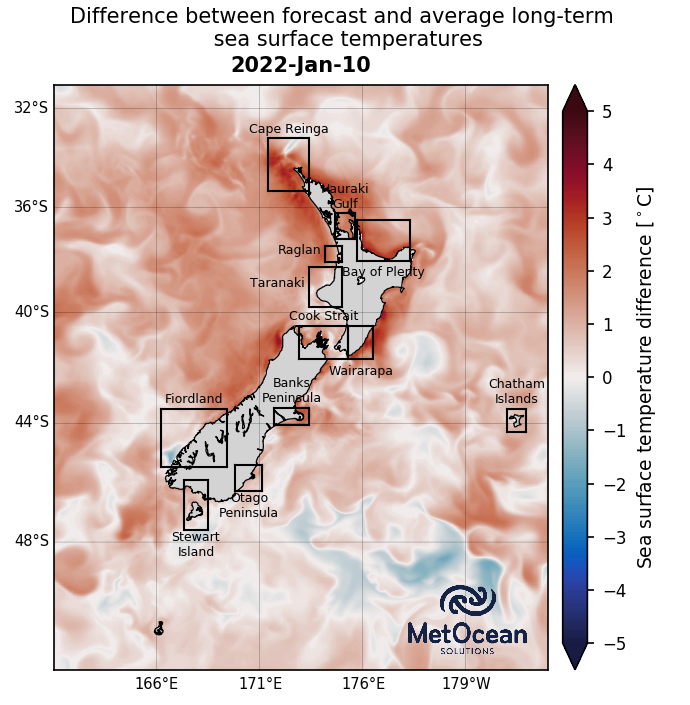 Difference between forecast and average long-term
sea surface temperatures
2022-Jan-10
32°S
36°S
40°S
44°S
48°S
Cape Reinga
Hauraki
Gulf
Raglan
Bay of Plenty
Taranaki
Cook Strait
Wairarapa
Banks
Peninsula
Chatham
Islands
Fiordland
Otago
Peninsula
Stewart
Island
MetOcean
SOLUTIONS
166°E
171°E
176°E
179°W
5
4
3
2
1
0
−1
−2
−3
−4
−5
Sea surface temperature difference [°C]